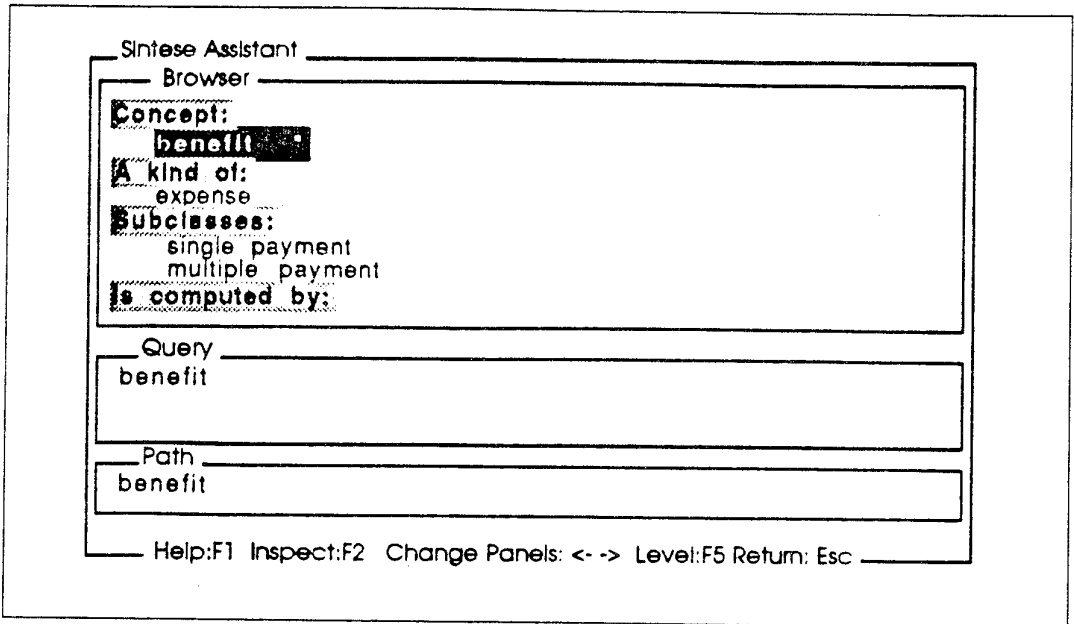 Sintese Assistant
Browser
Concept:
benefit
A kind of:
expense
Subclasses:
single payment
multiple payment
Is computed by:
Query
benefit
Path
benefit
Help:F1 Inspect:F2 Change Panels: <- -> Level:F5 Return: Esc